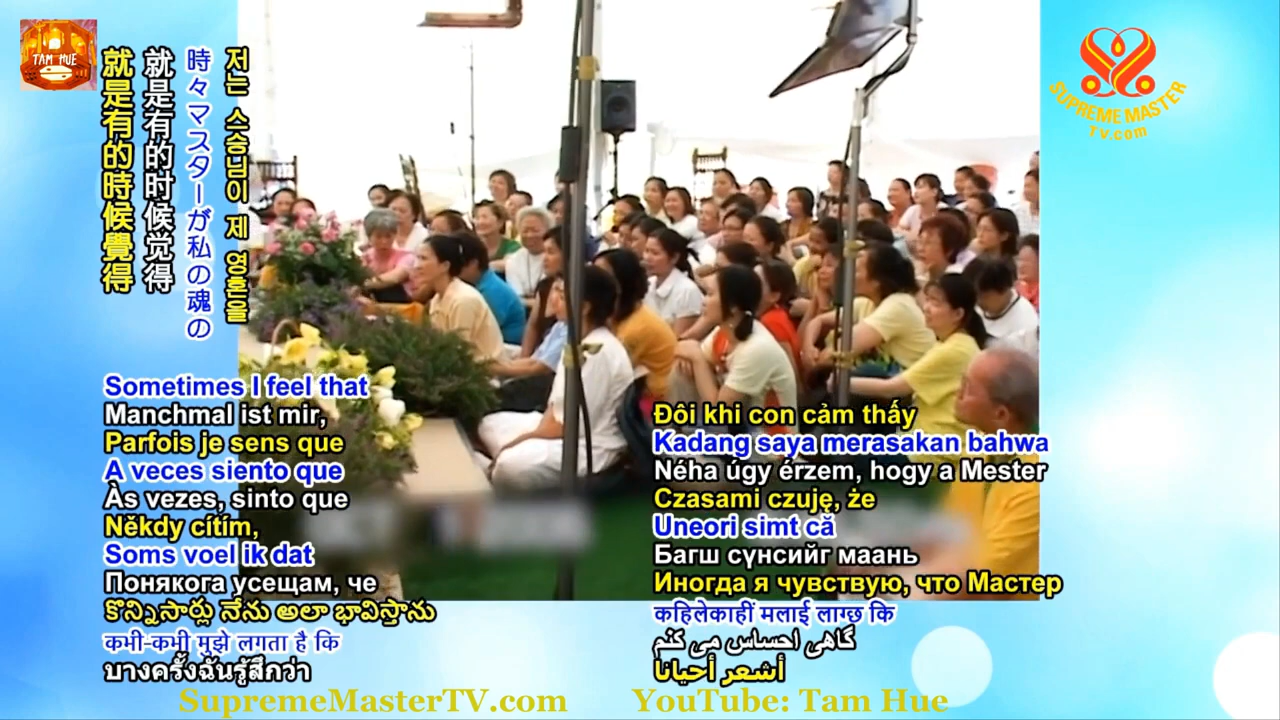 TAM HUE
SUPREME MASTER
TV.com
저는 스승님이 제 영혼을
時々マスターが私の魂の
就是有的时候觉得
就是有的時候覺得
Sometimes I feel that
Manchmal ist mir,
Parfois je sens que
A veces siento que
Às vezes, sinto que
Někdy cítím,
Soms voel ik dat
Понякога усещам, че
కొన్నిసార్లు నేను అలా భావిస్తాను
कभी-कभी मुझे लगता है कि
บางครั้งฉันรู้สึกว่า
Đôi khi con cảm thấy
Kadang saya merasakan bahwa
Néha úgy érzem, hogy a Mester
Czasami czuję, że
Uneori simt că
Багш сүнсийг маань
Иногда я чувствую, что Мастер
कहिलेकाहीं मलाई लाग्छ कि
گاهی احساس می کنم
أشعر أحيانا
SupremeMasterTV.com
YouTube: Tam Hue